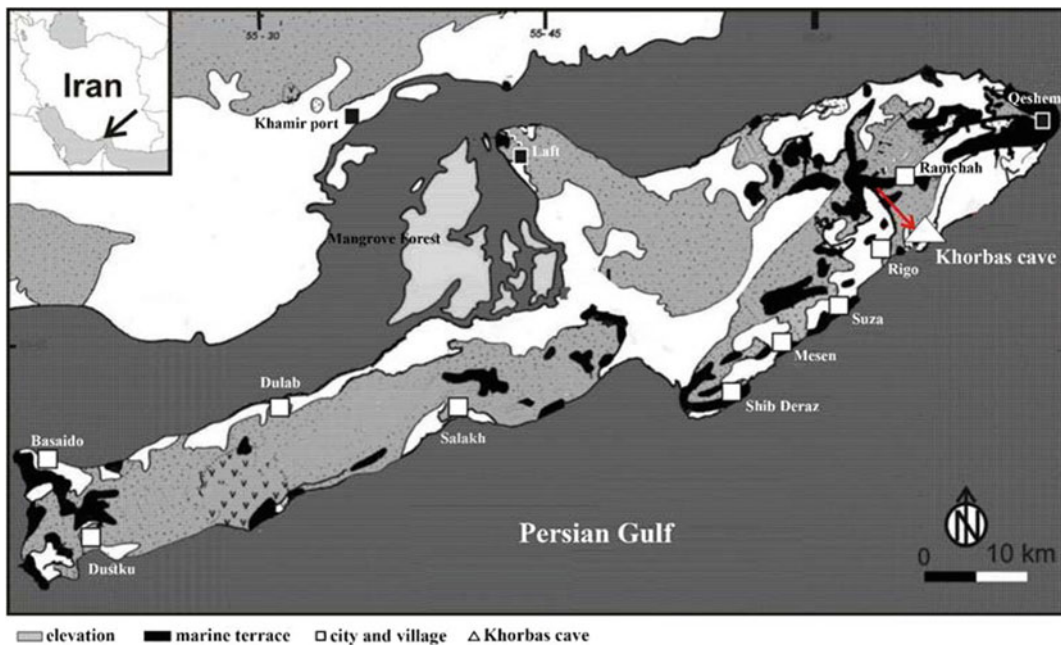 Iran
55-30
55-45
Khamir port
Laft
Mangrove Forest
Qeshem
Ramchah
Khorbas cave
Rigo
Suza
Mesen
Shib Deraz
Dulab
Salakh
Basaido
Dustku
Persian Gulf
N
0 10 km
elevation marine terrace city and village Khorbas cave